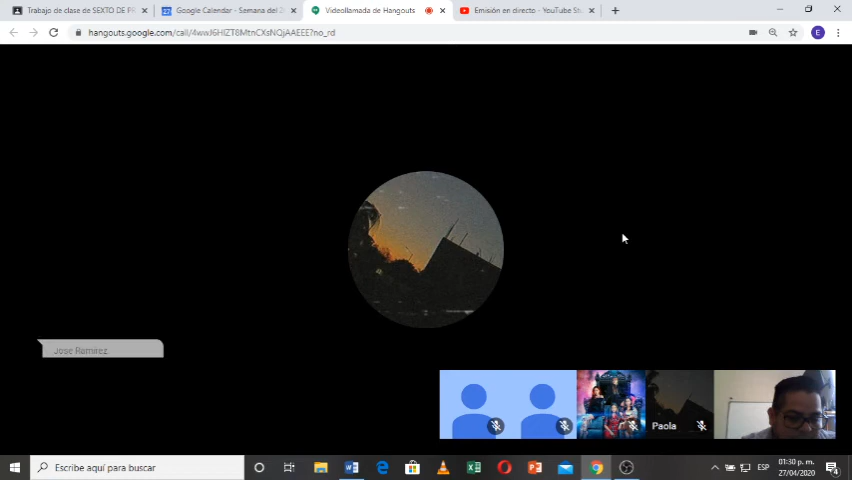 Trabajo de clase de SEXTO DE PR
Google Calendar - Semana del 2
Videollamada de Hangouts
Emisión en directo - YouTube St
hangouts.google.com/call/4wwJ6HIZT8MtnCXsNQjAAEEE?no_rd
E
Jose Ramirez
Paola
Escribe aquí para buscar
ESP
01:30 p. m.
27/04/2020
4